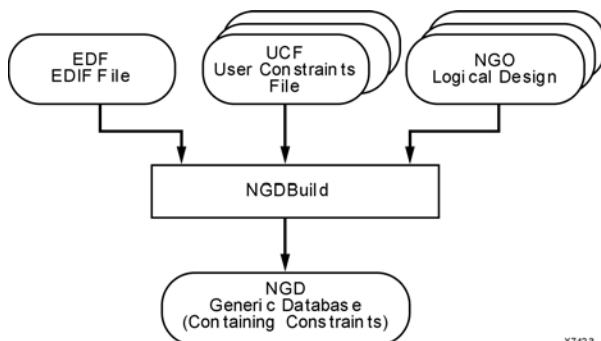 EDF
EDIF File
UCF
User Constraints
File
NGO
Logical Design
NGDBuild
NGD
Generic Database
(Containing Constraints)